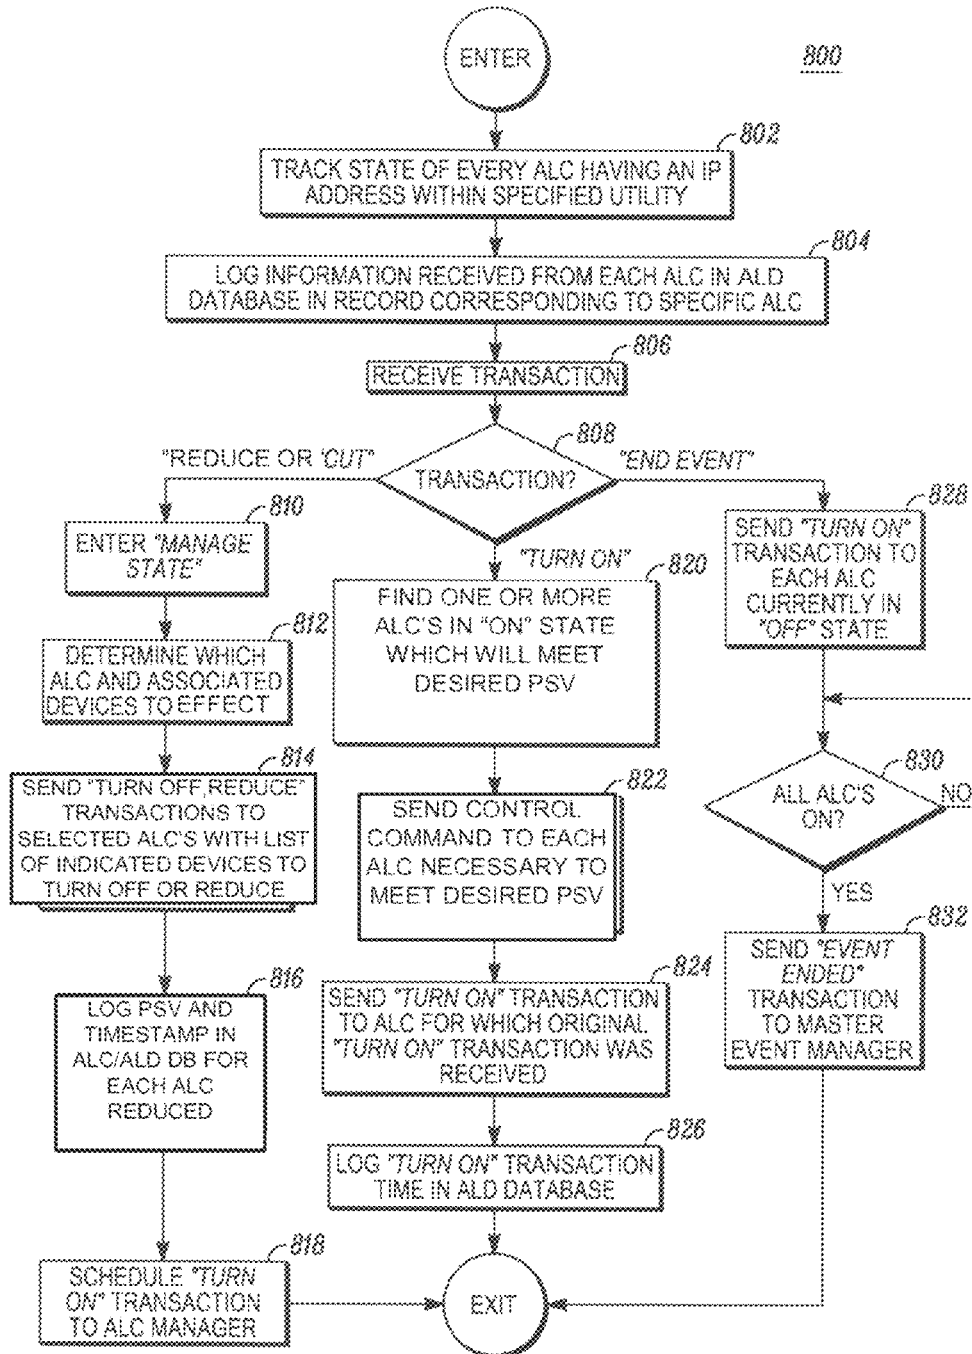 800
ENTER
802
TRACK STATE OF EVERY ALC HAVING AN IP
ADDRESS WITHIN SPECIFIED UTILITY
804
LOG INFORMATION RECEIVED FROM EACH ALC IN ALD
DATABASE IN RECORD CORRESPONDING TO SPECIFIC ALC
806
RECEIVE TRANSACTION
808
TRANSACTION?
"REDUCE OR 'CUT"
810
ENTER "MANAGE
STATE"
812
DETERMINE WHICH
ALC AND ASSOCIATED
DEVICES TO EFFECT
814
SEND "TURN OFF,REDUCE"
TRANSACTIONS TO
SELECTED ALC'S WITH LIST
OF INDICATED DEVICES TO
TURN OFF OR REDUCE
816
LOG PSV AND
TIMESTAMP IN
ALC/ALD DB FOR
EACH ALC
REDUCED
818
SCHEDULE "TURN
ON" TRANSACTION
TO ALC MANAGER
"TURN ON"
820
FIND ONE OR MORE
ALC'S IN "ON" STATE
WHICH WILL MEET
DESIRED PSV
822
SEND CONTROL
COMMAND TO EACH
ALC NECESSARY TO
MEET DESIRED PSV
824
SEND "TURN ON" TRANSACTION
TO ALC FOR WHICH ORIGINAL
"TURN ON" TRANSACTION WAS
RECEIVED
826
LOG "TURN ON" TRANSACTION
TIME IN ALD DATABASE
"END EVENT"
828
SEND "TURN ON"
TRANSACTION TO
EACH ALC
CURRENTLY IN
"OFF" STATE
830
ALL ALC'S
ON?
NO
YES
832
SEND "EVENT
ENDED"
TRANSACTION
TO MASTER
EVENT MANAGER
EXIT